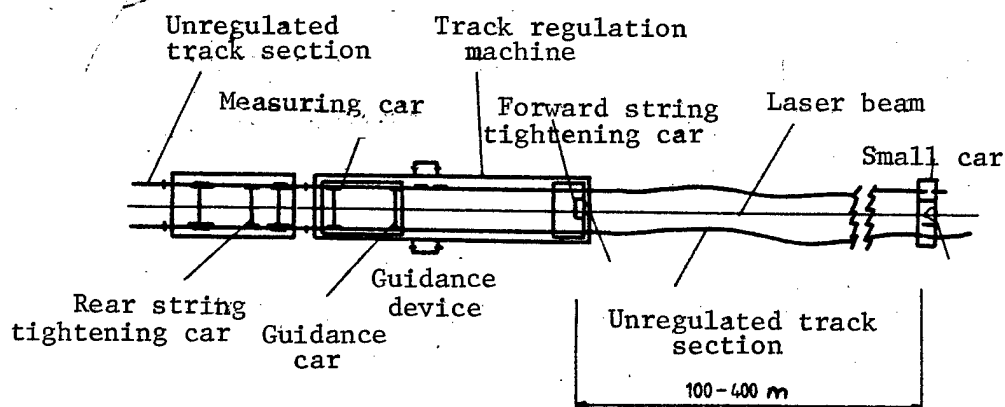 Unregulated
track section
Track regulation
machine
Measuring car
Forward string
tightening car
Laser beam
Small car
Rear string
tightening car
Guidance
car
Guidance
device
Unregulated track
section
100-400 m